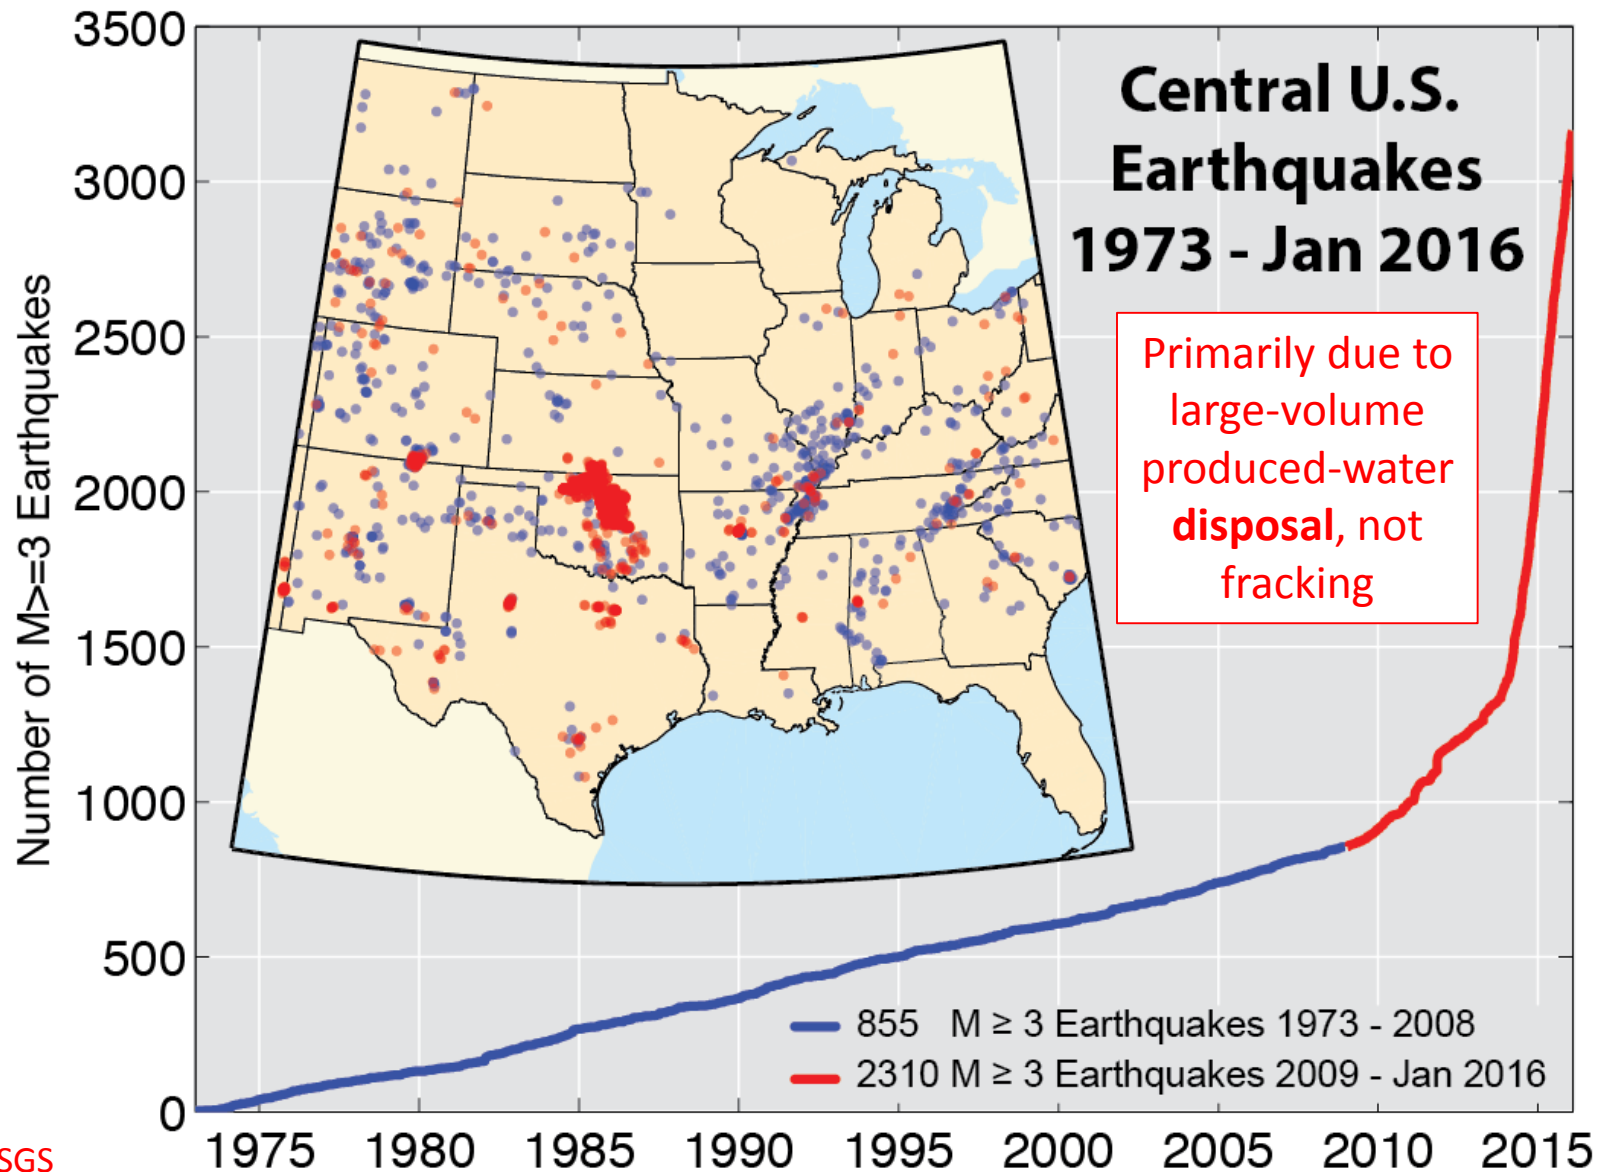 Central U.S.
Earthquakes
1973 - Jan 2016
Primarily due to
large-volume
produced-water
disposal, not
fracking
Number of M>=3 Earthquakes
3500
3000
2500
2000
1500
1000
500
0
855 M ≥ 3 Earthquakes 1973 - 2008
2310 M ≥ 3 Earthquakes 2009 - Jan 2016
1975 1980 1985 1990 1995 2000 2005 2010 2015
SGS